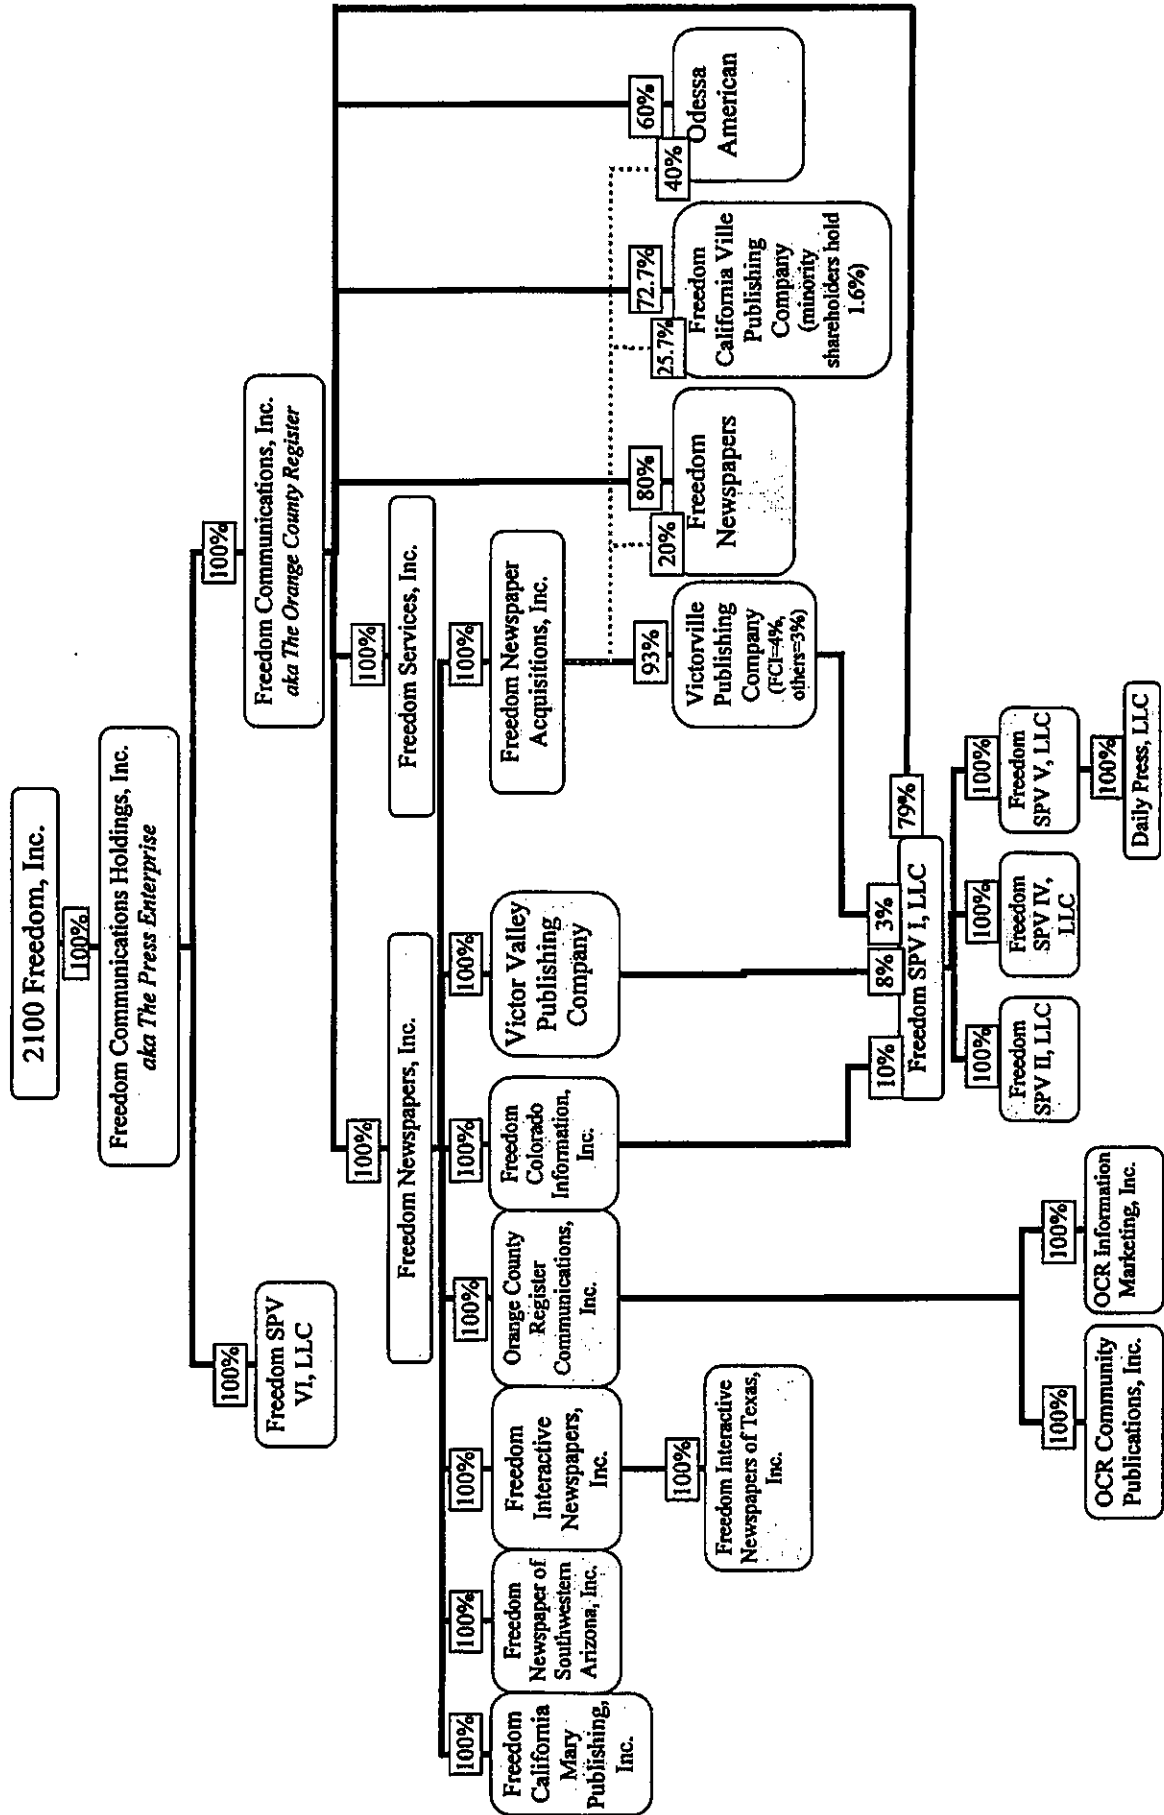 2100 Freedom, Inc.
100%
Freedom Communications Holdings, Inc.
aka The Press Enterprise
100%
Freedom SPV
VI, LLC
100%
Freedom Communications, Inc.
aka The Orange County Register
100%
Freedom Newspapers, Inc.
100%
Freedom Services, Inc.
100%
Freedom
California
Mary
Publishing,
Inc.
100%
Freedom
Newspaper of
Southwestern
Arizona, Inc.
100%
Freedom
Interactive
Newspapers,
Inc.
100%
Orange County
Register
Communications,
Inc.
100%
Freedom
Colorado
Information,
Inc.
100%
Victor Valley
Publishing
Company
100%
Freedom Newspaper
Acquisitions, Inc.
93%
Victorville
Publishing
Company
(FCI=4%,
others=3%)
20%
80%
Freedom
Newspapers
25.7%
72.7%
Freedom
California Ville
Publishing
Company
(minority
shareholders hold
1.6%)
40%
60%
Odessa
American
100%
Freedom Interactive
Newspapers of Texas,
Inc.
10%
8%
3%
79%
Freedom SPV I, LLC
100%
Freedom
SPV II, LLC
100%
Freedom
SPV IV,
LLC
100%
Freedom
SPV V, LLC
100%
Daily Press, LLC
100%
OCR Community
Publications, Inc.
100%
OCR Information
Marketing, Inc.